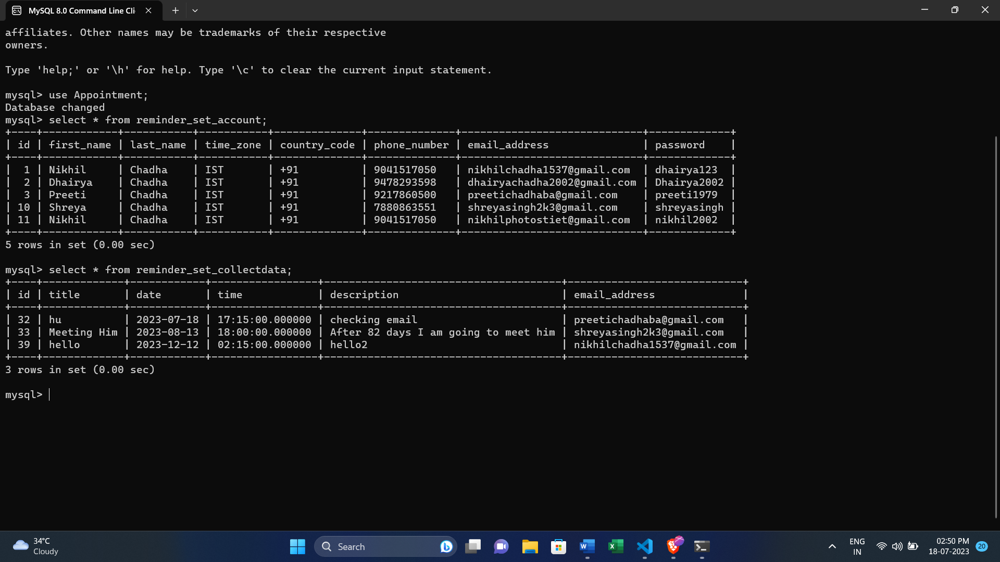 MySQL 8.0 Command Line Cli
affiliates. Other names may be trademarks of their respective
owners.
Type 'help;' or '\h' for help. Type '\c' to clear the current input statement.
mysql> use Appointment;
Database changed
mysql> select * from reminder_set_account;
+----+------------+-----------+-----------+--------------+--------------+-----------------------------+-------------+
| id | first_name | last_name | time_zone | country_code | phone_number | email_address               | password    |
+----+------------+-----------+-----------+--------------+--------------+-----------------------------+-------------+
|  1 | Nikhil     | Chadha    | IST       | +91          | 9041517050   | nikhilchadha1537@gmail.com  | dhairya123  |
|  2 | Dhairya    | Chadha    | IST       | +91          | 9478293598   | dhairyachadha2002@gmail.com | Dhairya2002 |
|  3 | Preeti     | Chadha    | IST       | +91          | 9217860500   | preetichadhaba@gmail.com    | preeti1979  |
| 10 | Shreya     | Chadha    | IST       | +91          | 7880863551   | shreyasingh2k3@gmail.com    | shreyasingh |
| 11 | Nikhil     | Chadha    | IST       | +91          | 9041517050   | nikhilphotostiet@gmail.com  | nikhil2002  |
+----+------------+-----------+-----------+--------------+--------------+-----------------------------+-------------+
5 rows in set (0.00 sec)
mysql> select * from reminder_set_collectdata;
+----+-------------+------------+-----------------+--------------------------------------+----------------------------+
| id | title       | date       | time            | description                          | email_address              |
+----+-------------+------------+-----------------+--------------------------------------+----------------------------+
| 32 | hu          | 2023-07-18 | 17:15:00.000000 | checking email                       | preetichadhaba@gmail.com   |
| 33 | Meeting Him | 2023-08-13 | 18:00:00.000000 | After 82 days I am going to meet him | shreyasingh2k3@gmail.com   |
| 39 | hello       | 2023-12-12 | 02:15:00.000000 | hello2                               | nikhilchadha1537@gmail.com |
+----+-------------+------------+-----------------+--------------------------------------+----------------------------+
3 rows in set (0.00 sec)
mysql>
34°C
Cloudy
Search
ENG
IN
02:50 PM
18-07-2023
20